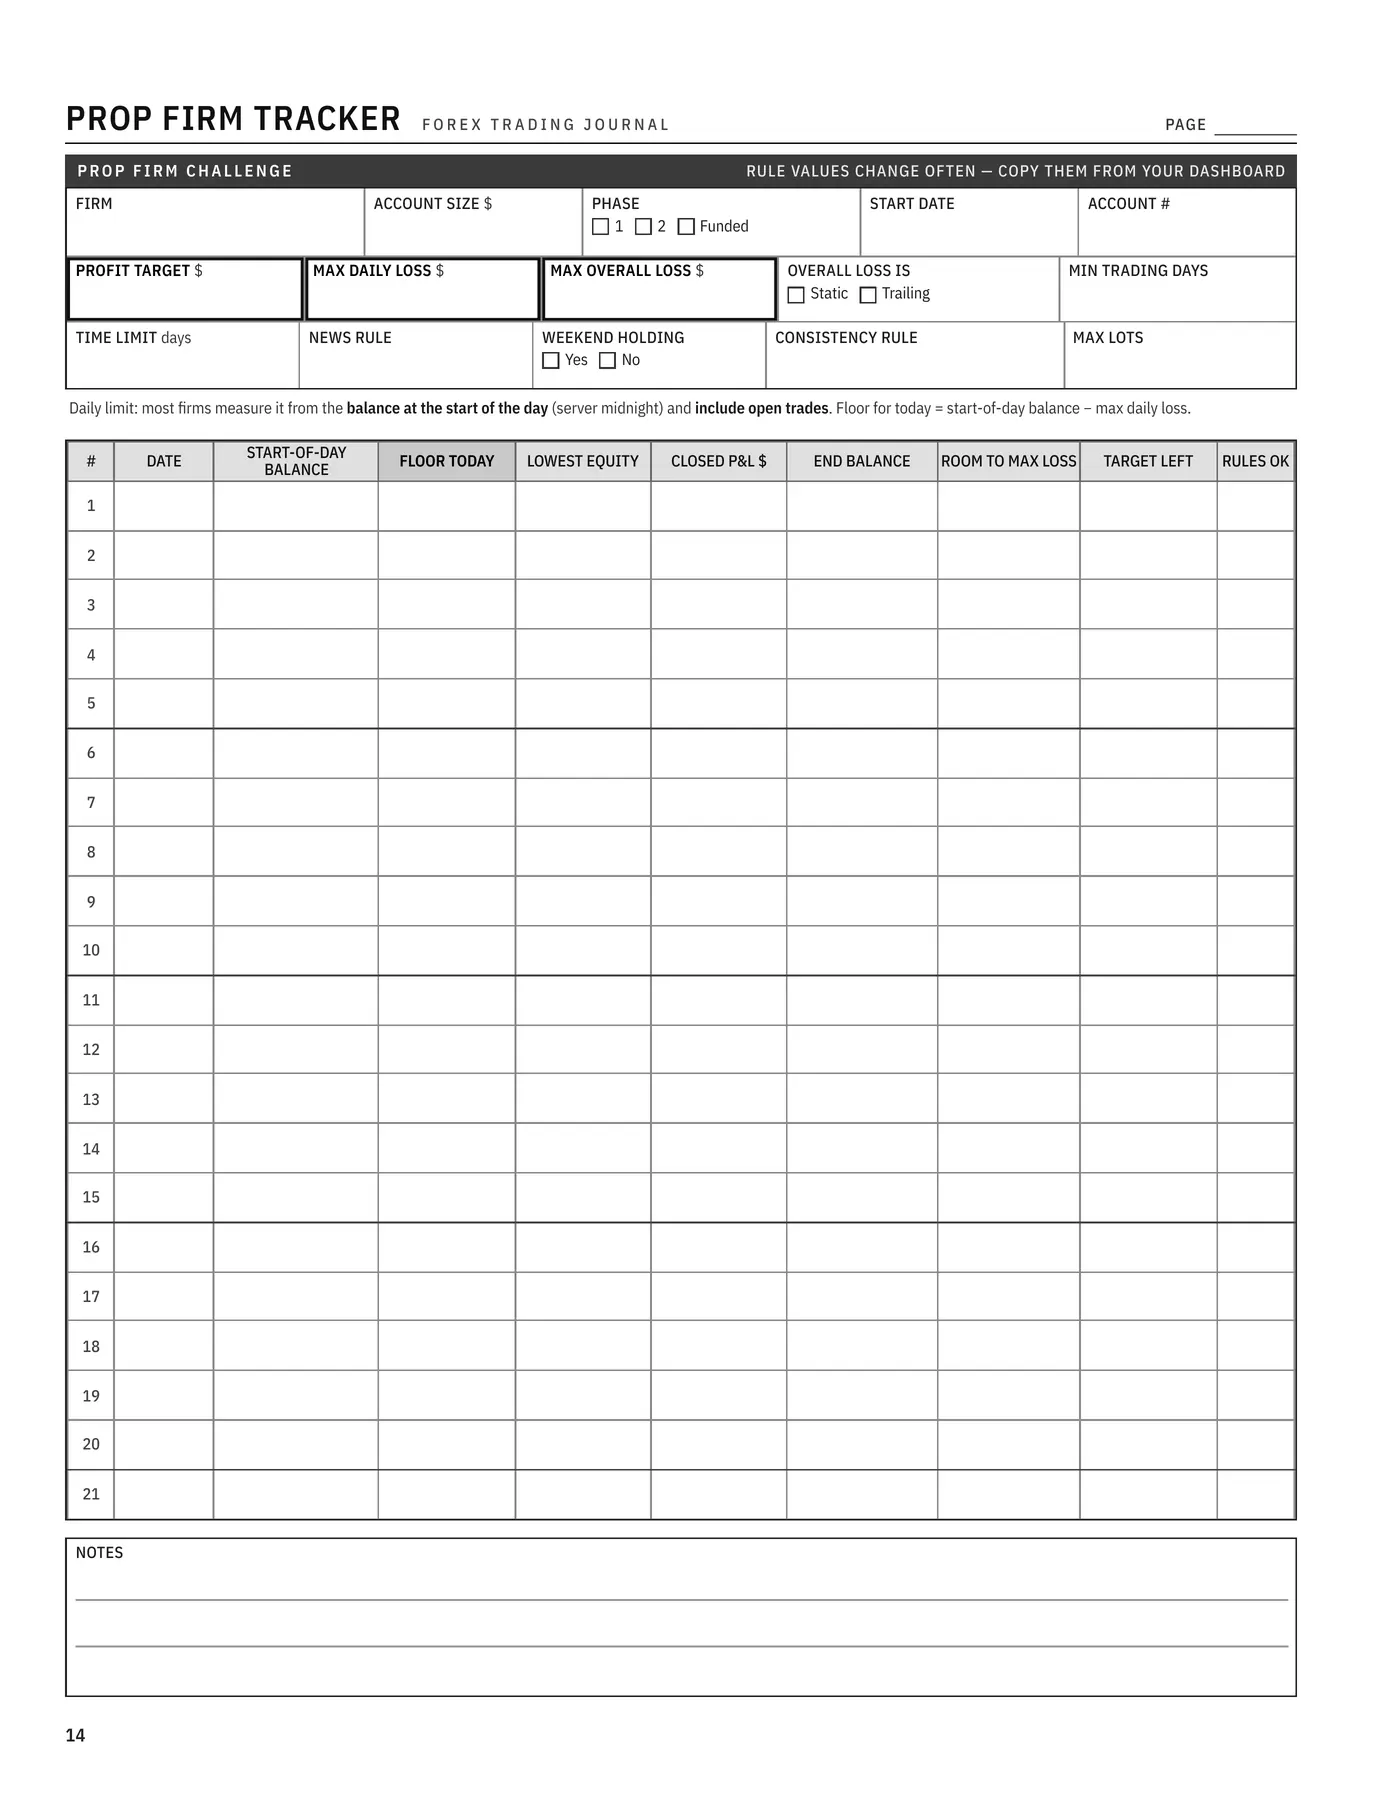 PROP FIRM TRACKER FOREX TRADING JOURNAL PAGE
PROP FIRM CHALLENGE RULE VALUES CHANGE OFTEN — COPY THEM FROM YOUR DASHBOARD
FIRM ACCOUNT SIZE $ PHASE START DATE ACCOUNT #
1 2 Funded
PROFIT TARGET $ MAX DAILY LOSS $ MAX OVERALL LOSS $ OVERALL LOSS IS MIN TRADING DAYS
Static Trailing
TIME LIMIT days NEWS RULE WEEKEND HOLDING CONSISTENCY RULE MAX LOTS
Yes No
Daily limit: most firms measure it from the balance at the start of the day (server midnight) and include open trades. Floor for today = start-of-day balance – max daily loss.
# DATE START-OF-DAY BALANCE FLOOR TODAY LOWEST EQUITY CLOSED P&L $ END BALANCE ROOM TO MAX LOSS TARGET LEFT RULES OK
1
2
3
4
5
6
7
8
9
10
11
12
13
14
15
16
17
18
19
20
21
NOTES
14